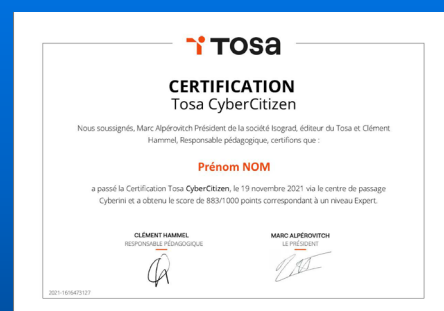 TOSA
CERTIFICATION
Tosa CyberCitizen
Nous soussignés, Marc Alpérovitch Président de la société Isograd, éditeur du Tosa et Clément
Hammel, Responsable pédagogique, certifions que :
Prénom NOM
a passé la Certification Tosa CyberCitizen, le 19 novembre 2021 via le centre de passage
Cyberini et a obtenu le score de 883/1000 points correspondant à un niveau Expert.
CLÉMENT HAMMEL
RESPONSABLE PÉDAGOGIQUE
MARC ALPÉROVITCH
LE PRÉSIDENT
2021-1616473127